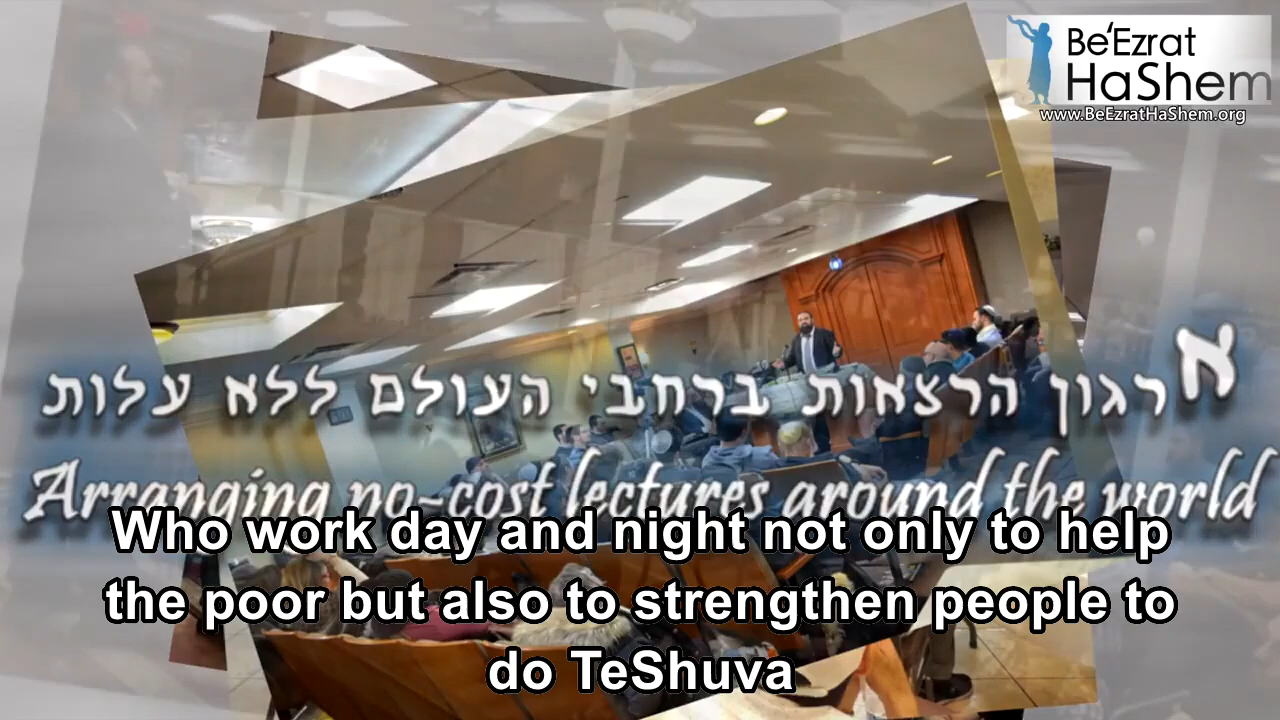 Be'Ezrat
HaShem
www.BeEzratHaShem.org
ארגון הרצאות ברחבי העולם ללא עלות
Arranging no-cost lectures around the world
Who work day and night not only to help
the poor but also to strengthen people to
do TeShuva